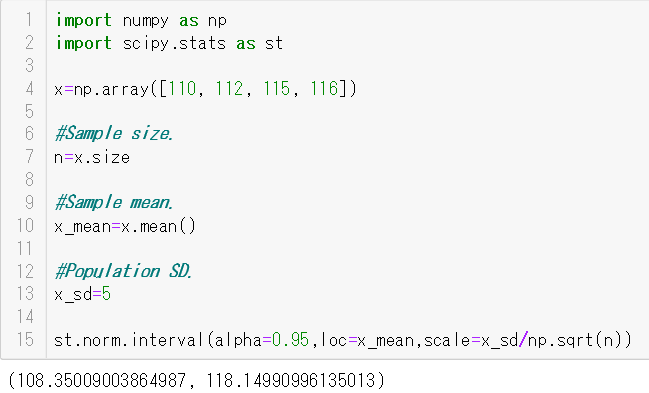 1 import numpy as np
2 import scipy.stats as st
3
4 x=np.array([110, 112, 115, 116])
5
6 #Sample size.
7 n=x.size
8
9 #Sample mean.
10 x_mean=x.mean()
11
12 #Population SD.
13 x_sd=5
14
15 st.norm.interval(alpha=0.95,loc=x_mean,scale=x_sd/np.sqrt(n))
(108.35009003864987, 118.14990996135013)